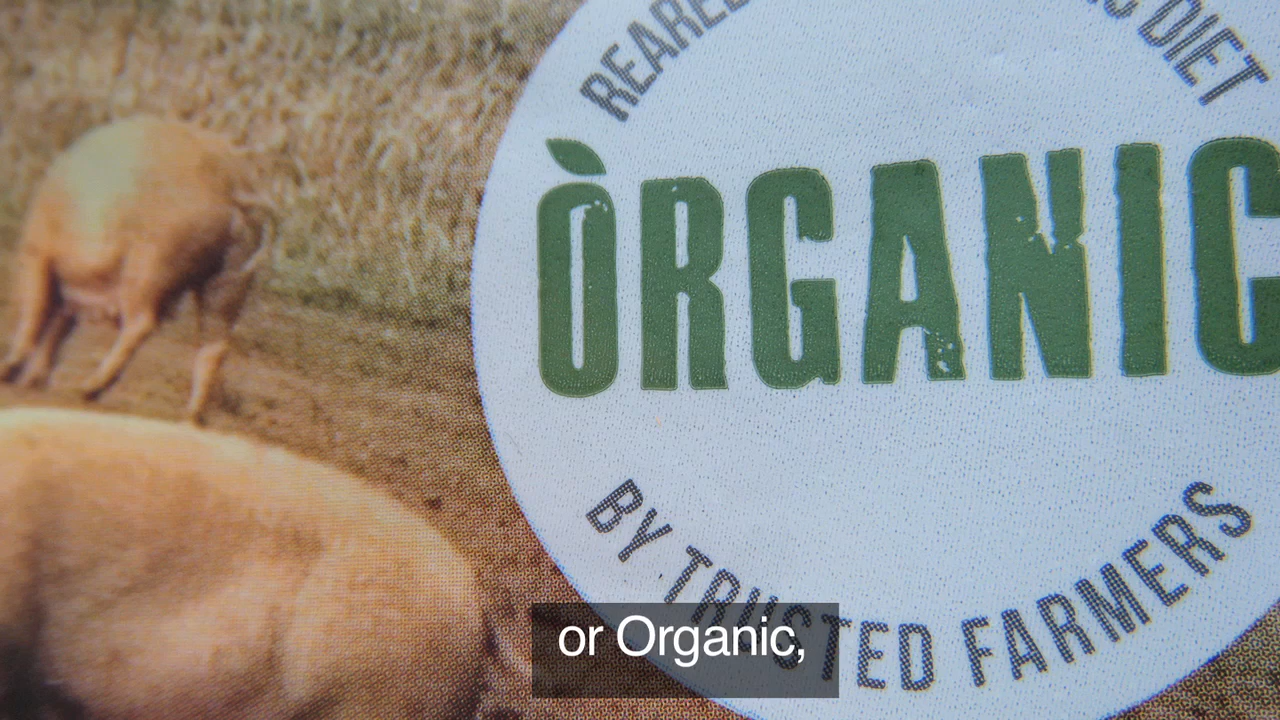 REARED
DIET
ORGANIC
BY TRUSTED FARMERS
or Organic,